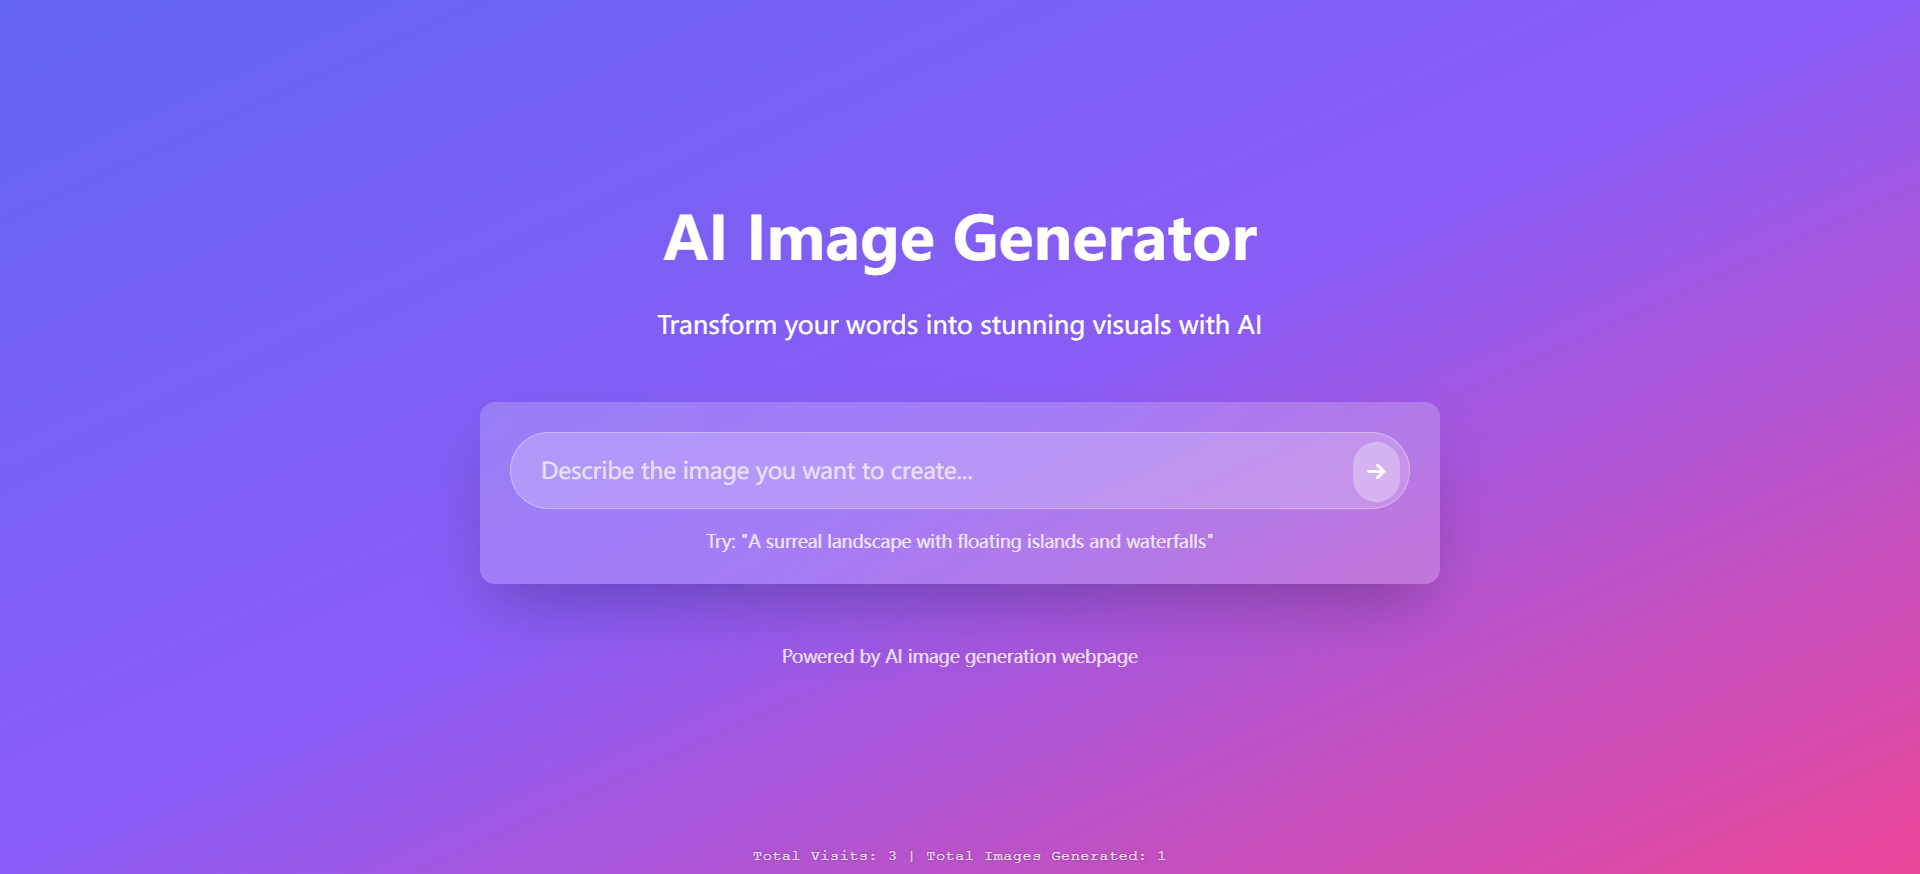 AI Image Generator
Transform your words into stunning visuals with AI
Describe the image you want to create...
Try: "A surreal landscape with floating islands and waterfalls"
Powered by AI image generation webpage
Total Visits: 3 | Total Images Generated: 1